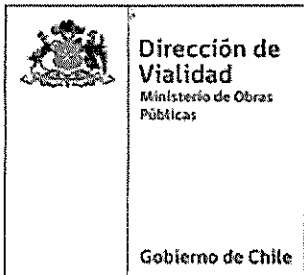 Dirección de
Vialidad
Ministerio de Obras
Públicas
Gobierno de Chile